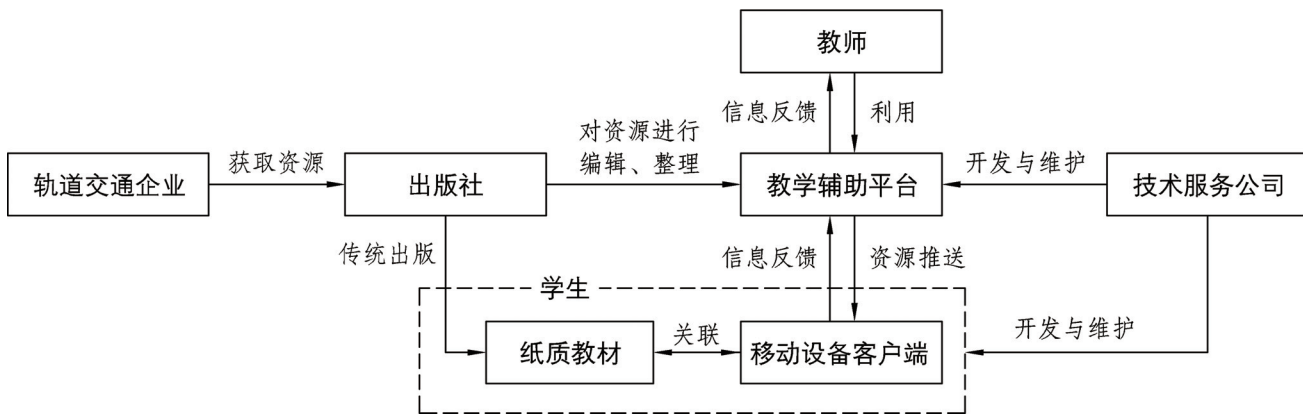 教师
信息反馈
利用
对资源进行
编辑、整理
轨道交通企业
获取资源
出版社
教学辅助平台
开发与维护
技术服务公司
传统出版
信息反馈
资源推送
学生
纸质教材
关联
移动设备客户端
开发与维护